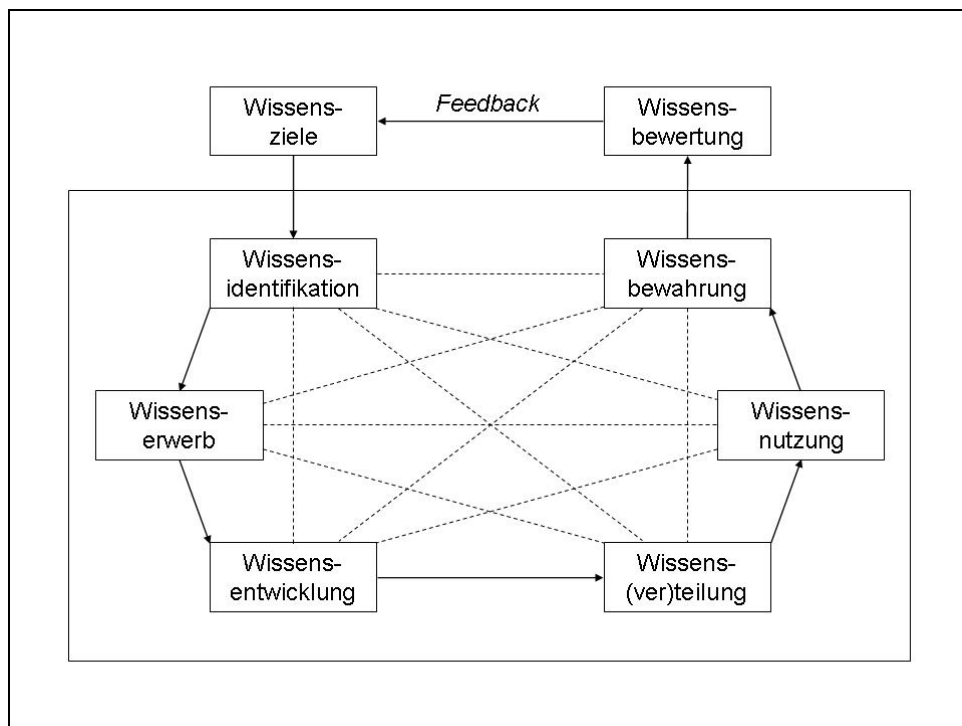 Wissens-
ziele
Feedback
Wissens-
bewertung
Wissens-
identifikation
Wissens-
bewahrung
Wissens-
erwerb
Wissens-
nutzung
Wissens-
entwicklung
Wissens-
(ver)teilung